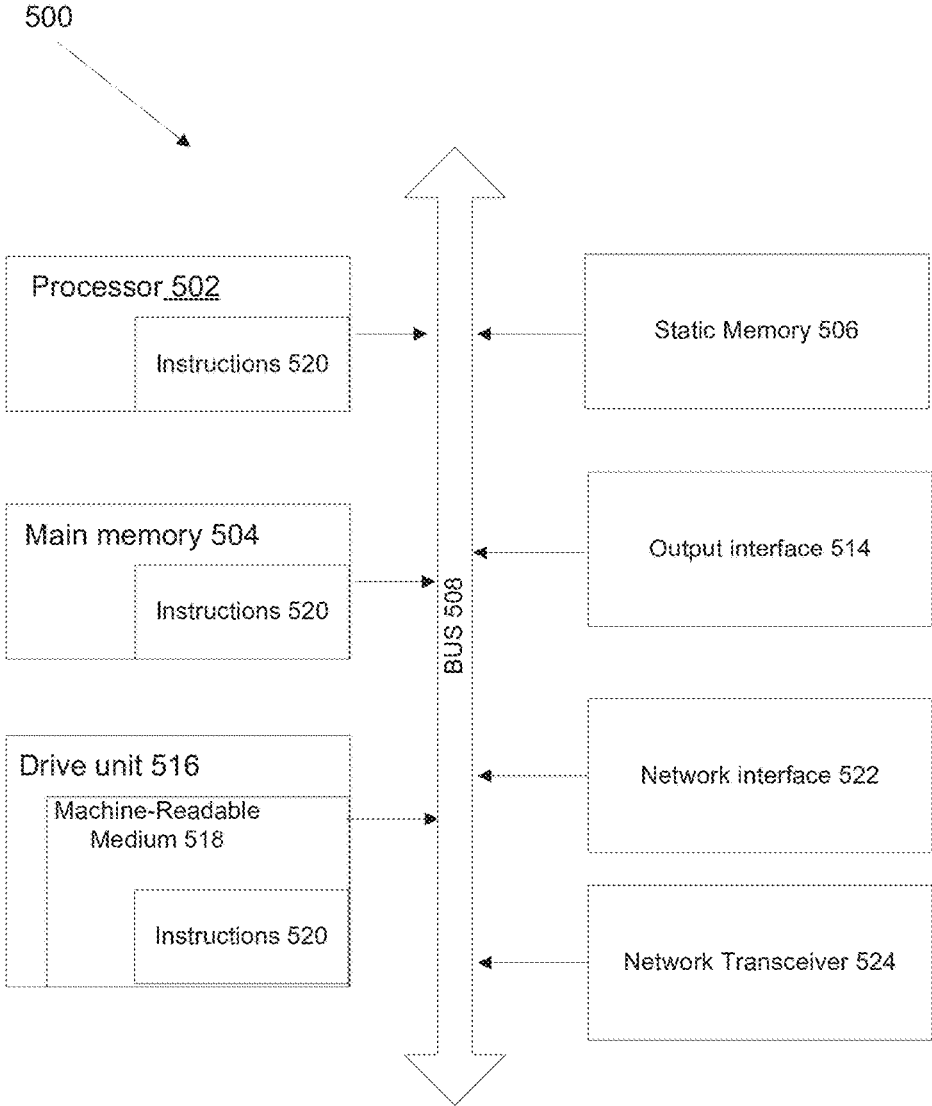 500
Processor 502
Instructions 520
Main memory 504
Instructions 520
Drive unit 516
Machine-Readable
Medium 518
Instructions 520
BUS 508
Static Memory 506
Output interface 514
Network interface 522
Network Transceiver 524